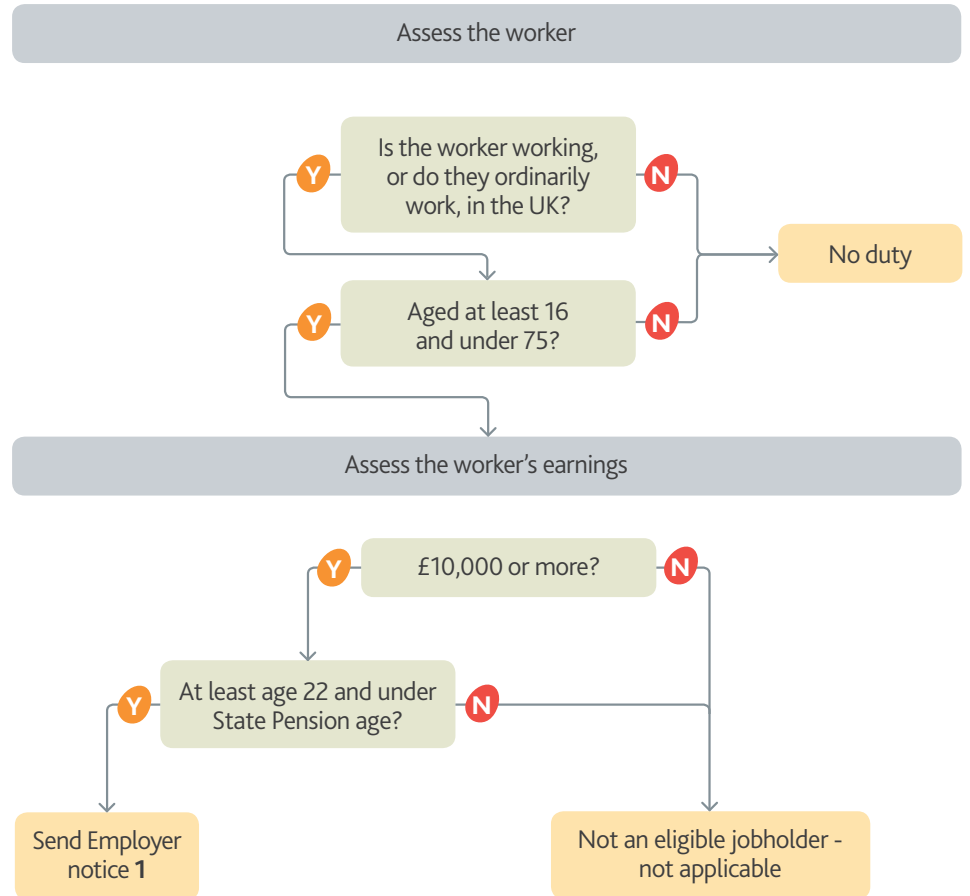 Assess the worker
Is the worker working,
or do they ordinarily
work, in the UK?
Y
N
No duty
Aged at least 16
and under 75?
Y
N
Assess the worker’s earnings
£10,000 or more?
Y
N
At least age 22 and under
State Pension age?
Y
N
Send Employer
notice 1
Not an eligible jobholder -
not applicable